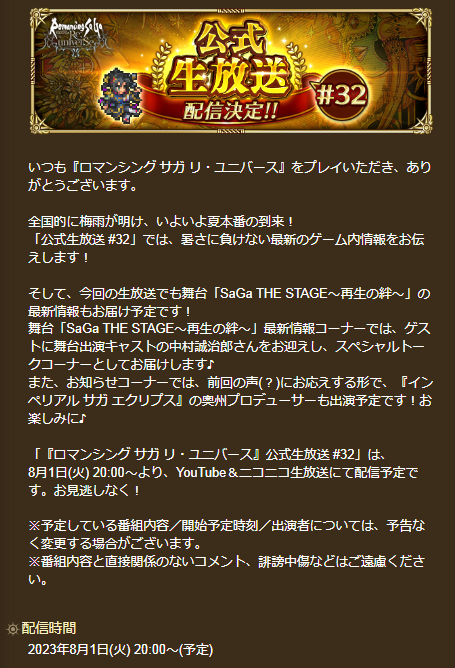 Romancing SaGa
Re;univerSe
公式
生放送
配信決定!!
#32
いつも『ロマンシング サガ リ・ユニバース』をプレイいただき、あり
がとうございます。
全国的に梅雨が明け、いよいよ夏本番の到来！
「公式生放送 #32」では、暑さに負けない最新のゲーム内情報をお伝
えします！
そして、今回の生放送でも舞台「SaGa THE STAGE～再生の絆～」の
最新情報もお届け予定です！
舞台「SaGa THE STAGE～再生の絆～」最新情報コーナーでは、ゲス
トに舞台出演キャストの中村誠治郎さんをお迎えし、スペシャルトー
クコーナーとしてお届けします♪
また、お知らせコーナーでは、前回の声(？)にお応えする形で、『イン
ペリアル サガ エクリプス』の奥州プロデューサーも出演予定です！お
楽しみに♪
「『ロマンシング サガ リ・ユニバース』公式生放送 #32」は、
8月1日(火) 20:00～より、YouTube＆ニコニコ生放送にて配信予定で
す。お見逃しなく！
※予定している番組内容／開始予定時刻／出演者については、予告な
く変更する場合がございます。
※番組内容と直接関係のないコメント、誹謗中傷などはご遠慮くださ
い。
配信時間
2023年8月1日(火) 20:00～(予定)